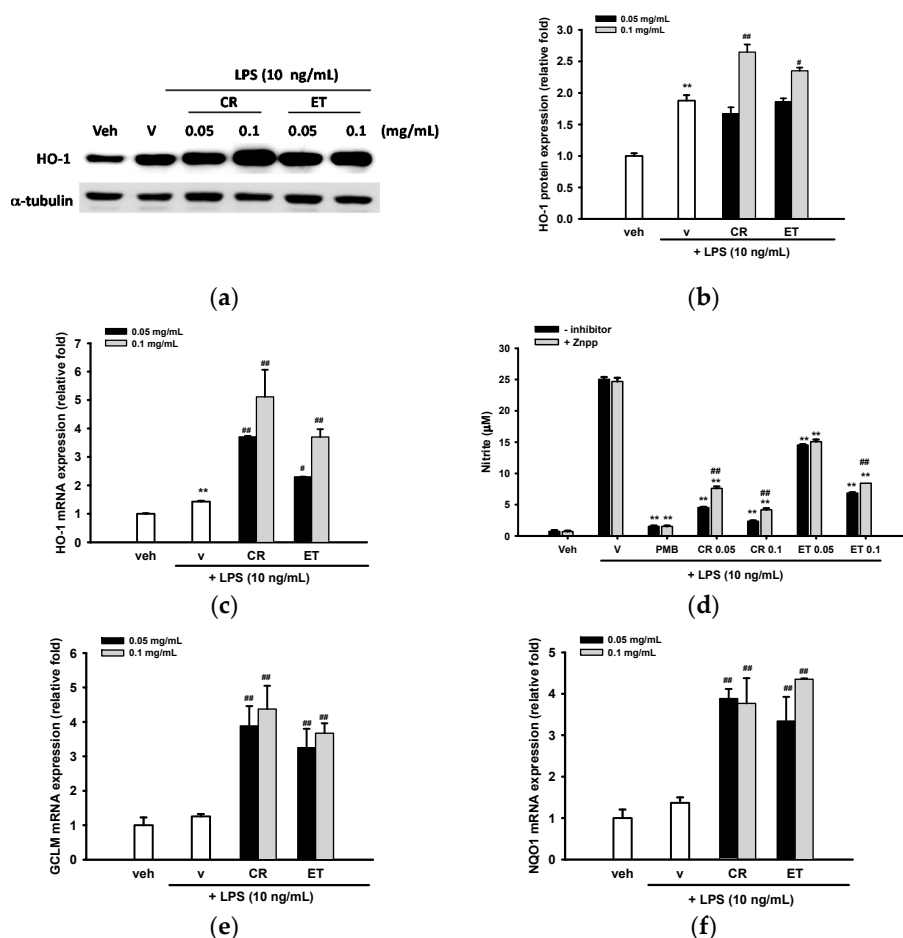 LPS (10 ng/mL)
CR ET
Veh V 0.05 0.1 0.05 0.1 (mg/mL)
HO-1
α-tubulin
(a)
0.05 mg/mL
0.1 mg/mL
HO-1 protein expression (relative fold)
3.0
2.5
2.0
1.5
1.0
0.5
0.0
** ## #
veh v CR ET
+ LPS (10 ng/mL)
(b)
0.05 mg/mL
0.1 mg/mL
HO-1 mRNA expression (relative fold)
7
6
5
4
3
2
1
0
** ## ## # ##
veh v CR ET
+ LPS (10 ng/mL)
(c)
- inhibitor
+ Znpp
Nitrite (µM)
30
25
20
15
10
5
0
** ** ** ## ** ** ## ** ** ** ** ## **
Veh V PMB CR 0.05 CR 0.1 ET 0.05 ET 0.1
+ LPS (10 ng/mL)
(d)
0.05 mg/mL
0.1 mg/mL
GCLM mRNA expression (relative fold)
6
5
4
3
2
1
0
## ## ## ##
veh v CR ET
+ LPS (10 ng/mL)
(e)
0.05 mg/mL
0.1 mg/mL
NQO1 mRNA expression (relative fold)
5
4
3
2
1
0
## ## ## ##
veh v CR ET
+ LPS (10 ng/mL)
(f)